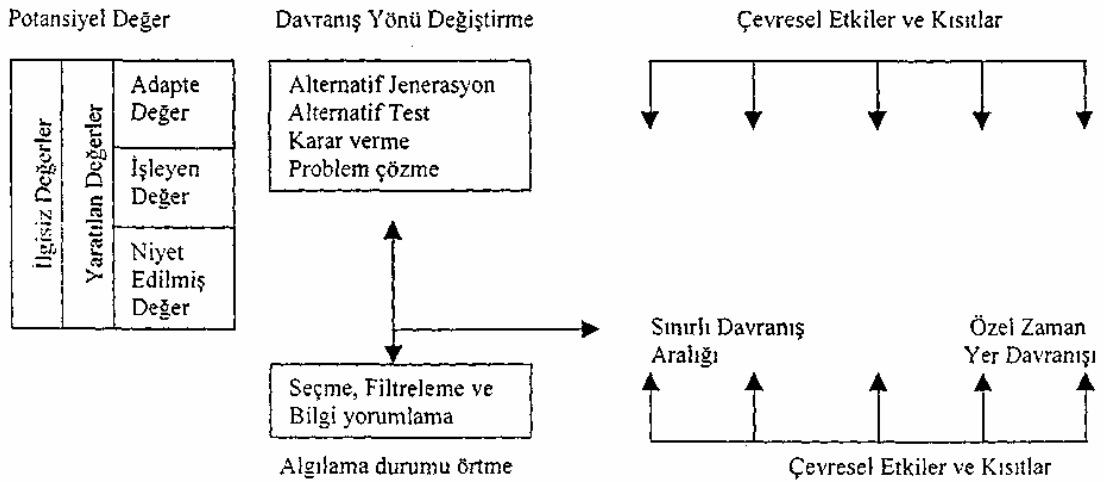 Potansiyel Değer
Davranış Yönü Değiştirme
Çevresel Etkiler ve Kısıtlar
İlgisiz Değerler
Yaratılan Değerler
Adapte
Değer
İşleyen
Değer
Niyet
Edilmiş
Değer
Alternatif Jenerasyon
Alternatif Test
Karar verme
Problem çözme
Sınırlı Davranış
Aralığı
Özel Zaman
Yer Davranışı
Seçme, Filtreleme ve
Bilgi yorumlama
Algılama durumu örtme
Çevresel Etkiler ve Kısıtlar